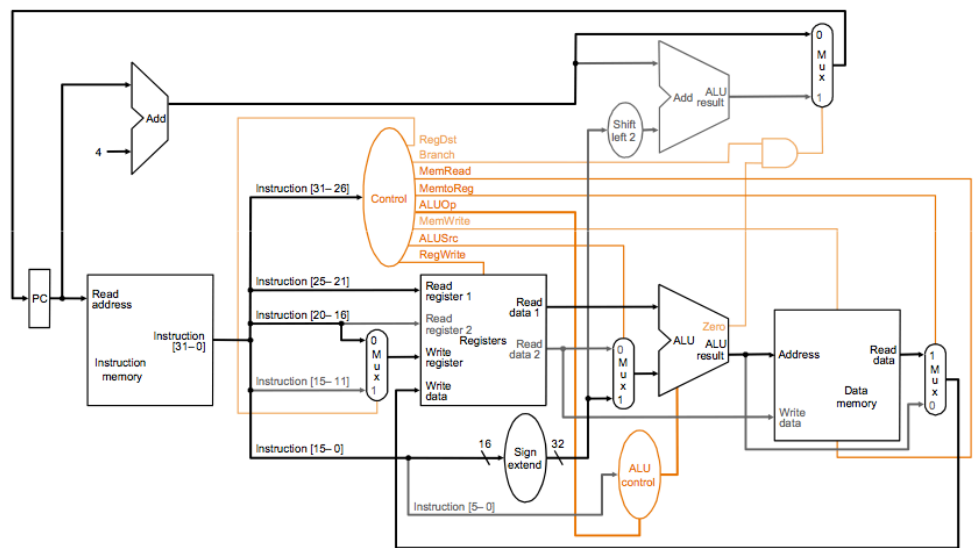 0
M
u
x
1
Add
ALU
result
Add
Shift
left 2
4
RegDst
Branch
MemRead
MemtoReg
ALUOp
MemWrite
ALUSrc
RegWrite
Control
Instruction [31–26]
Instruction [25–21]
Instruction [20–16]
Instruction [15–11]
Instruction [15–0]
PC
Read
address
Instruction
[31–0]
Instruction
memory
0
M
u
x
1
Read
register 1
Read
register 2
Write
register
Write
data
Registers
Read
data 1
Read
data 2
0
M
u
x
1
Zero
ALU
ALU
result
Address
Read
data
Data
memory
Write
data
1
M
u
x
0
16
Sign
extend
32
ALU
control
Instruction [5–0]